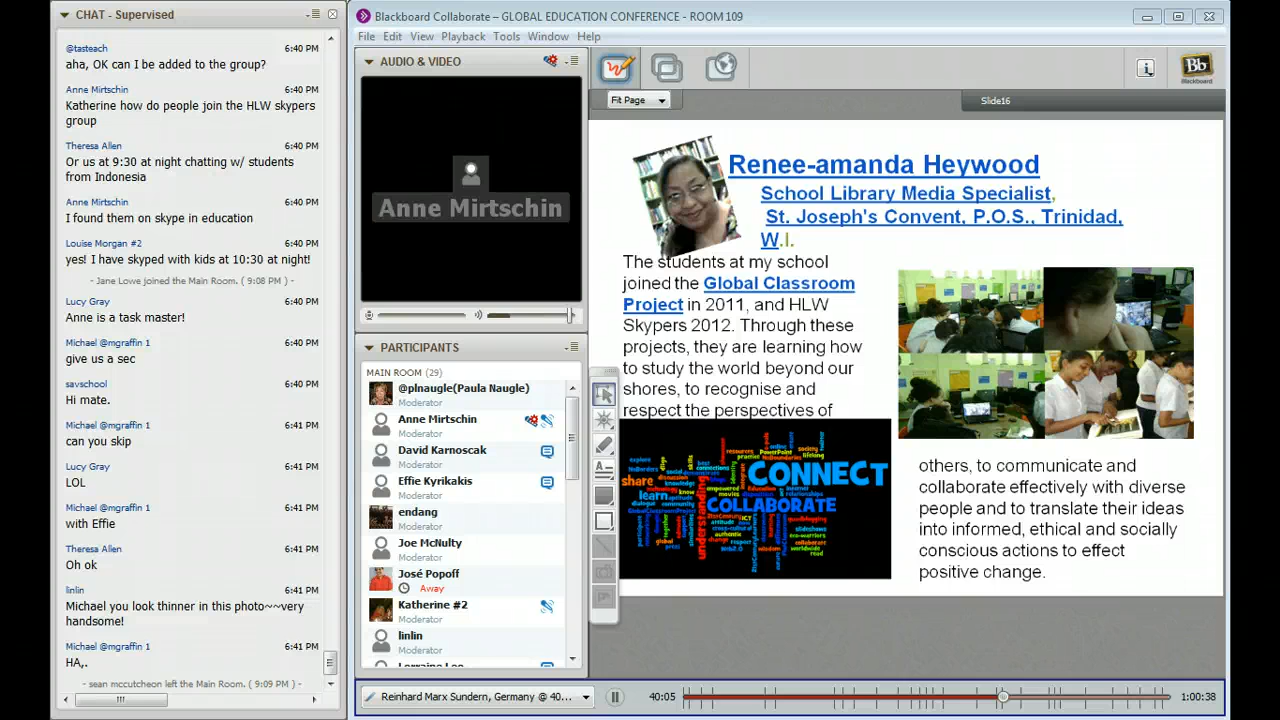 CHAT - Supervised
@tasteach 6:40 PM
aha, OK can I be added to the group?
Anne Mirtschin 6:40 PM
Katherine how do people join the HLW skypers
group
Theresa Allen 6:40 PM
Or us at 9:30 at night chatting w/ students
from Indonesia
Anne Mirtschin 6:40 PM
I found them on skype in education
Louise Morgan #2 6:40 PM
yes! I have skyped with kids at 10:30 at night!
- Jane Lowe joined the Main Room. ( 9:08 PM ) -
Lucy Gray 6:40 PM
Anne is a task master!
Michael @mgraffin 1 6:40 PM
give us a sec
savschool 6:40 PM
Hi mate.
Michael @mgraffin 1 6:41 PM
can you skip
Lucy Gray 6:41 PM
LOL
Michael @mgraffin 1 6:41 PM
with Effie
Theresa Allen 6:41 PM
Oh ok
linlin 6:41 PM
Michael you look thinner in this photo~~very
handsome!
Michael @mgraffin 1 6:41 PM
HA,.
- sean mccutcheon left the Main Room. ( 9:09 PM ) -
Blackboard Collaborate – GLOBAL EDUCATION CONFERENCE - ROOM 109
File Edit View Playback Tools Window Help
AUDIO & VIDEO
Anne Mirtschin
PARTICIPANTS
MAIN ROOM (29)
@plnaugle(Paula Naugle)
Moderator
Anne Mirtschin
Moderator
David Karnoscak
Moderator
Effie Kyrikakis
Moderator
endang
Moderator
Joe McNulty
Moderator
José Popoff
Away
Katherine #2
Moderator
linlin
Moderator
Lorraine Leo
Reinhard Marx Sundern, Germany @ 40...
40:05
1:00:38
Bb
Blackboard
Fit Page
Slide16
Renee-amanda Heywood
School Library Media Specialist,
St. Joseph's Convent, P.O.S., Trinidad,
W.I.
The students at my school
joined the Global Classroom
Project in 2011, and HLW
Skypers 2012. Through these
projects, they are learning how
to study the world beyond our
shores, to recognise and
respect the perspectives of
CONNECT
COLLABORATE
share
learn
understanding
others, to communicate and
collaborate effectively with diverse
people and to translate their ideas
into informed, ethical and socially
conscious actions to effect
positive change.